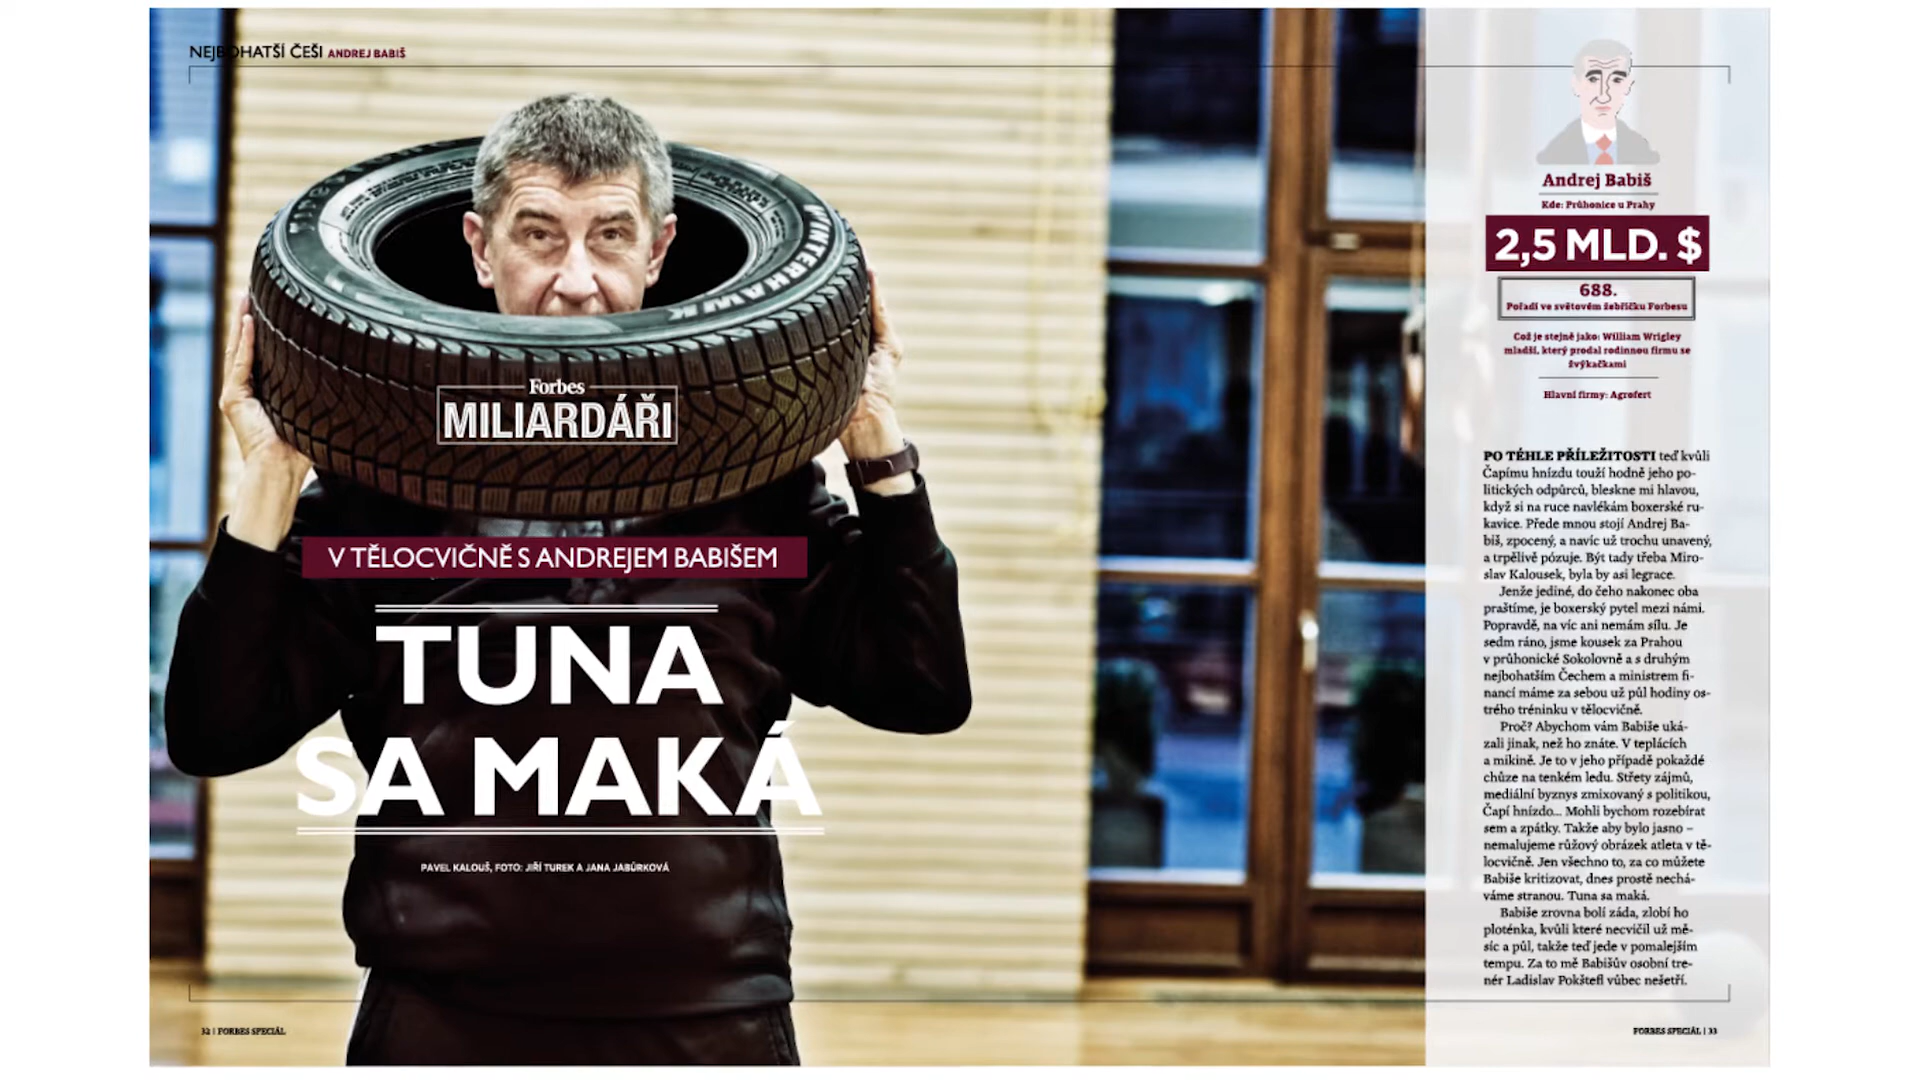 NEJBOHATŠÍ ČEŠI ANDREJ BABIŠ
WINTERHAWK
Forbes
MILIARDÁŘI
V TĚLOCVIČNĚ S ANDREJEM BABIŠEM
TUNA
SA MAKÁ
PAVEL KALOUŠ, FOTO: JIŘÍ TUREK A JANA JABŮRKOVÁ
32 | FORBES SPECIÁL
Andrej Babiš
Kde: Průhonice u Prahy
2,5 MLD. $
688.
Pořadí ve světovém žebříčku Forbesu
Což je stejně jako: William Wrigley
mladší, který prodal rodinnou firmu se
žvýkačkami
Hlavní firmy: Agrofert
PO TÉHLE PŘÍLEŽITOSTI teď kvůli
Čapímu hnízdu touží hodně jeho po-
litických odpůrců, bleskne mi hlavou,
když si na ruce navlékám boxerské ru-
kavice. Přede mnou stojí Andrej Ba-
biš, zpocený, a navíc už trochu unavený,
a trpělivě pózuje. Být tady třeba Miro-
slav Kalousek, byla by asi legrace.
Jenže jediné, do čeho nakonec oba
praštíme, je boxerský pytel mezi námi.
Popravdě, na víc ani nemám sílu. Je
sedm ráno, jsme kousek za Prahou
v průhonické Sokolovně a s druhým
nejbohatším Čechem a ministrem fi-
nancí máme za sebou už půl hodiny os-
trého tréninku v tělocvičně.
Proč? Abychom vám Babiše uká-
zali jinak, než ho znáte. V teplácích
a mikině. Je to v jeho případě pokaždé
chůze na tenkém ledu. Střety zájmů,
mediální byznys zmixovaný s politikou,
Čapí hnízdo... Mohli bychom rozebírat
sem a zpátky. Takže aby bylo jasno –
nemalujeme růžový obrázek atleta v tě-
locvičně. Jen všechno to, za co můžete
Babiše kritizovat, dnes prostě nechá-
váme stranou. Tuna sa maká.
Babiše zrovna bolí záda, zlobí ho
ploténka, kvůli které necvičil už mě-
síc a půl, takže teď jede v pomalejším
tempu. Za to mě Babišův osobní tre-
nér Ladislav Pokštefl vůbec nešetří.
FORBES SPECIÁL | 33